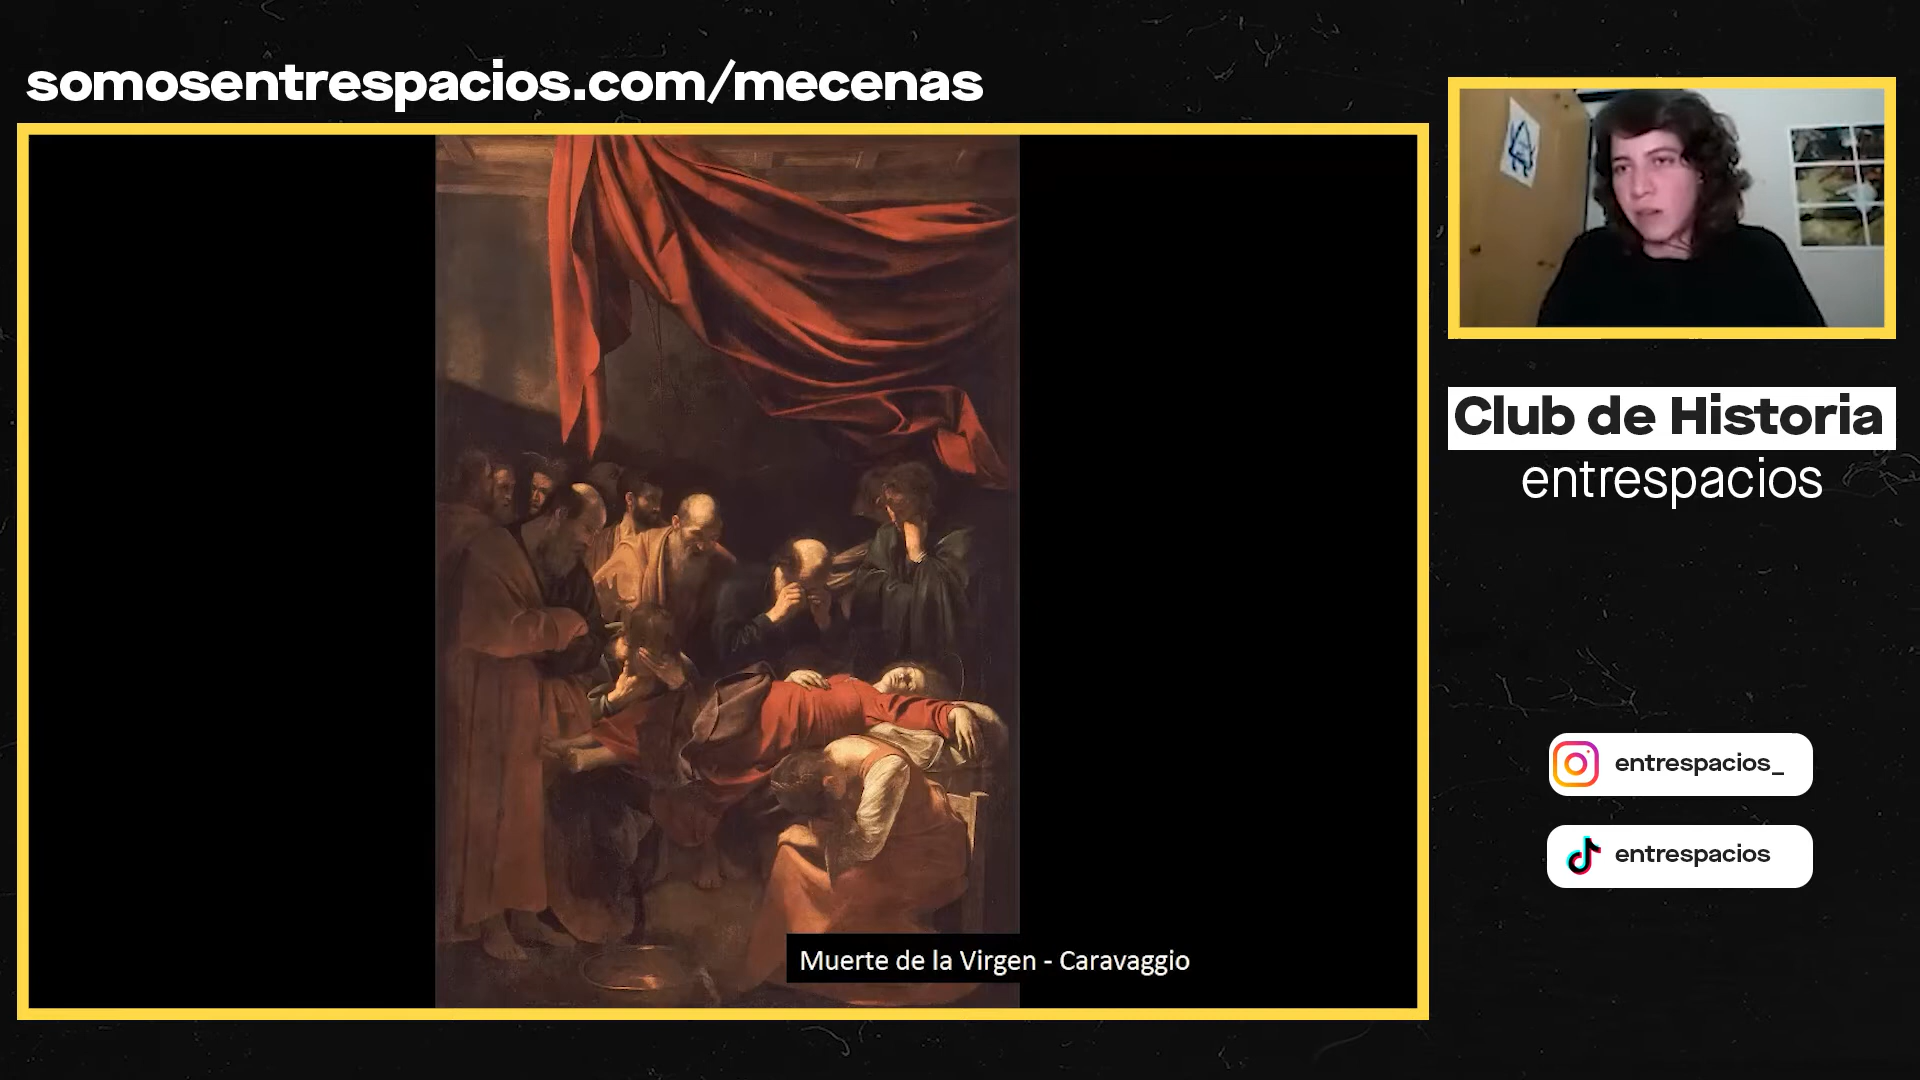 somosentrespacios.com/mecenas
Muerte de la Virgen - Caravaggio
Club de Historia
entrespacios
entrespacios_
entrespacios